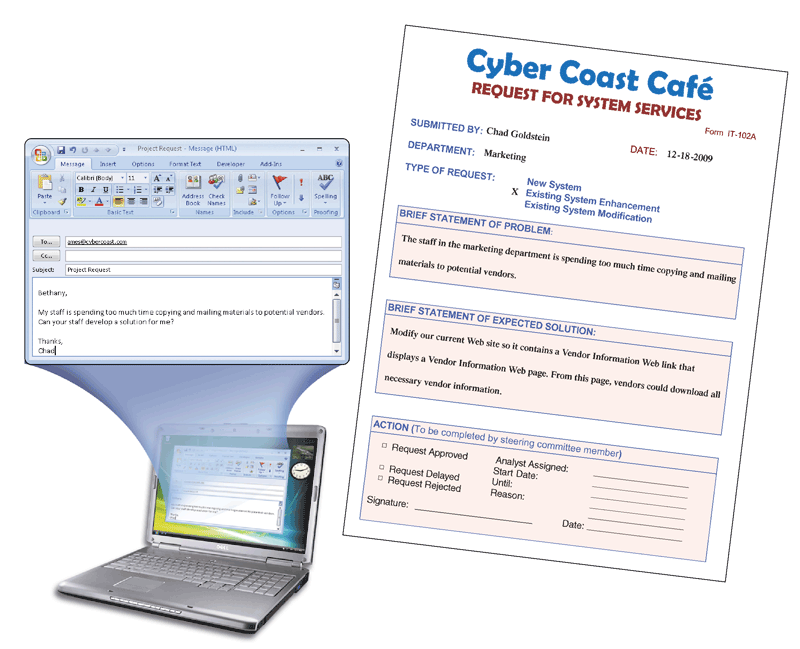 Project Request - Message (HTML)
Message Insert Options Format Text Developer Add-Ins
Calibri (Body) 11
Paste
Address Book
Check Names
Follow Up
Spelling
Clipboard Basic Text Names Include Options Proofing
To... ames@cybercoast.com
Cc...
Subject: Project Request
Bethany,
My staff is spending too much time copying and mailing materials to potential vendors.
Can your staff develop a solution for me?
Thanks,
Chad
DELL
Cyber Coast Café
REQUEST FOR SYSTEM SERVICES
Form IT-102A
SUBMITTED BY: Chad Goldstein
DATE: 12-18-2009
DEPARTMENT: Marketing
TYPE OF REQUEST:
New System
X Existing System Enhancement
Existing System Modification
BRIEF STATEMENT OF PROBLEM:
The staff in the marketing department is spending too much time copying and mailing
materials to potential vendors.
BRIEF STATEMENT OF EXPECTED SOLUTION:
Modify our current Web site so it contains a Vendor Information Web link that
displays a Vendor Information Web page. From this page, vendors could download all
necessary vendor information.
ACTION (To be completed by steering committee member)
Request Approved
Analyst Assigned:
Start Date:
Request Delayed
Until:
Request Rejected
Reason:
Signature:
Date: